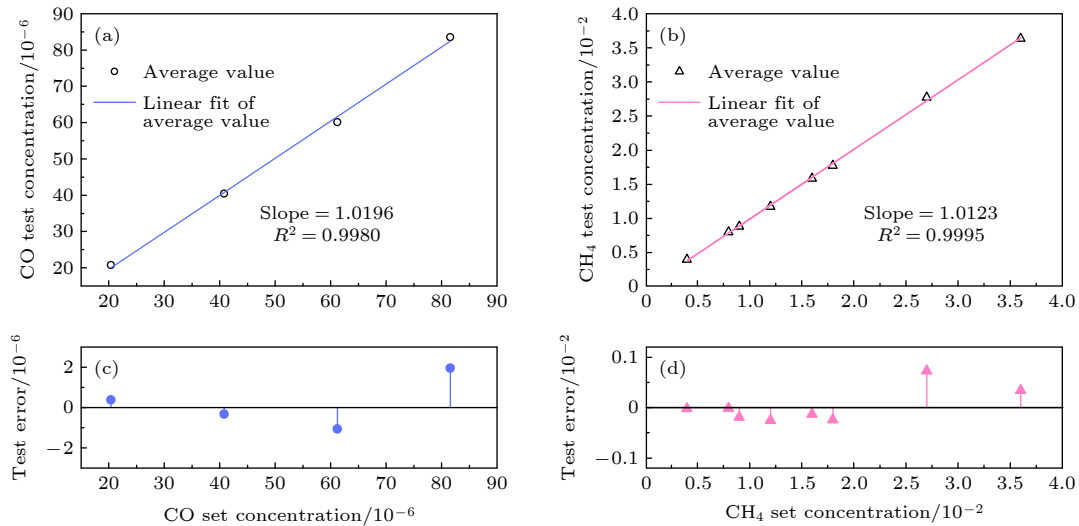 (a)
Average value
Linear fit of
average value
Slope = 1.0196
R² = 0.9980
CO test concentration/10⁻⁶
90
80
70
60
50
40
30
20
20 30 40 50 60 70 80 90
(b)
Average value
Linear fit of
average value
Slope = 1.0123
R² = 0.9995
CH₄ test concentration/10⁻²
4.0
3.5
3.0
2.5
2.0
1.5
1.0
0.5
0
0 0.5 1.0 1.5 2.0 2.5 3.0 3.5 4.0
(c)
Test error/10⁻⁶
2
0
−2
20 30 40 50 60 70 80 90
CO set concentration/10⁻⁶
(d)
Test error/10⁻²
0.1
0
−0.1
0 0.5 1.0 1.5 2.0 2.5 3.0 3.5 4.0
CH₄ set concentration/10⁻²